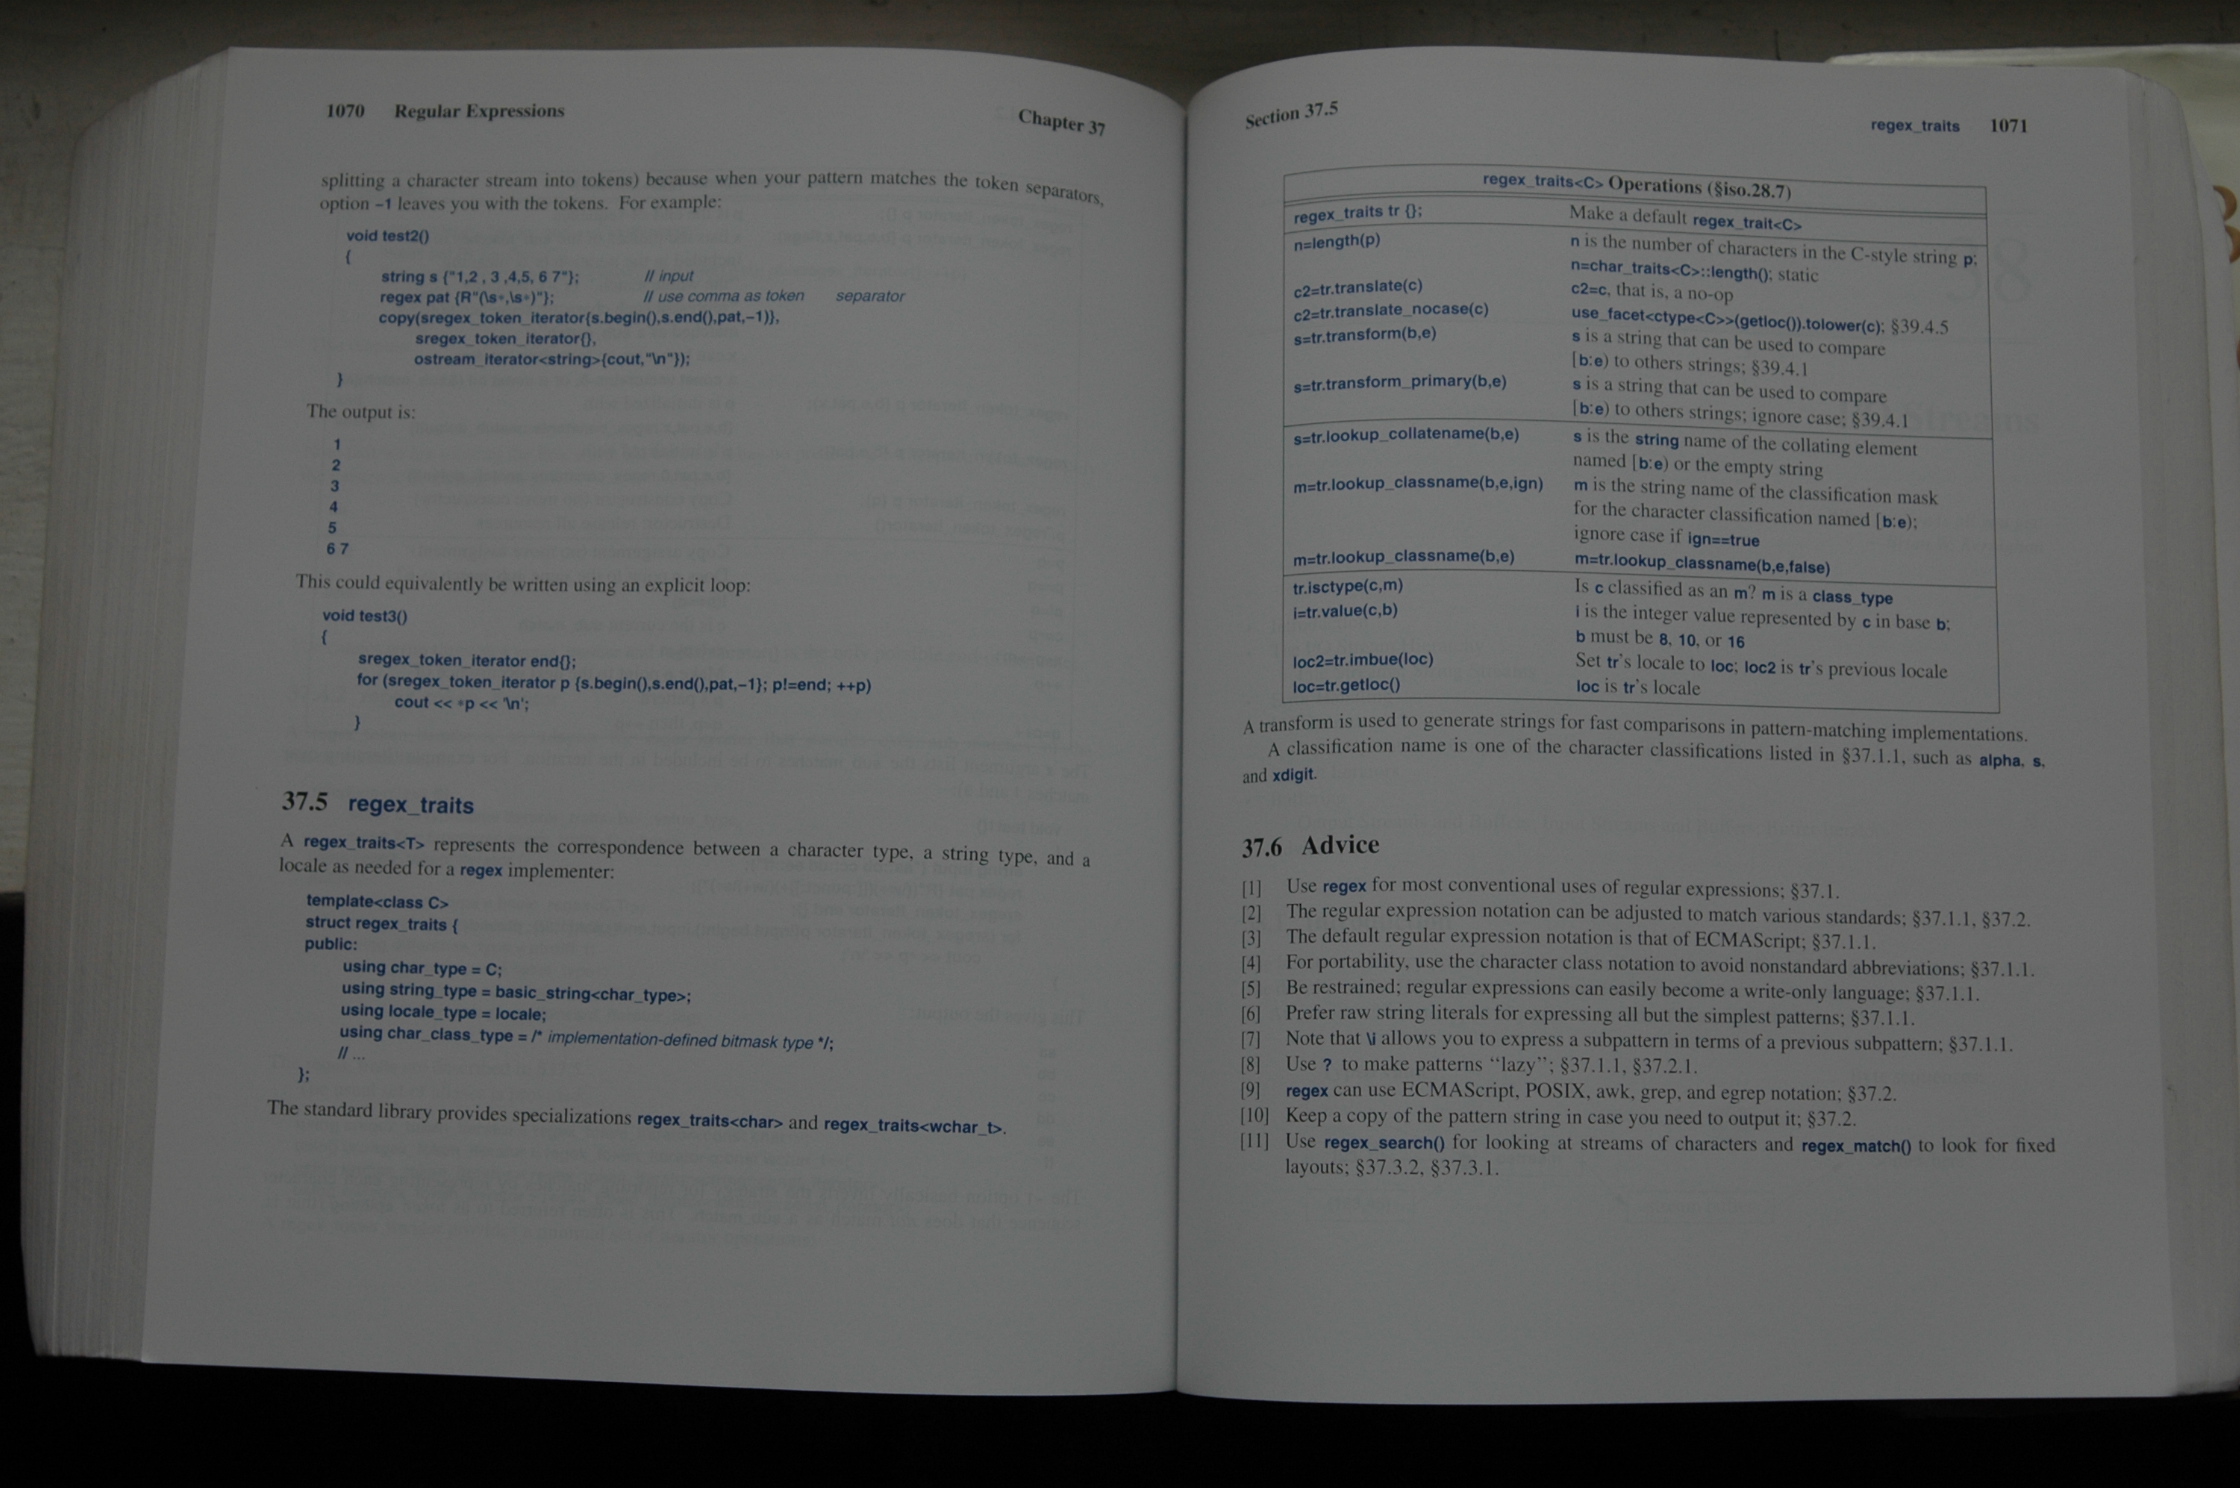 1070 Regular Expressions Chapter 37
splitting a character stream into tokens) because when your pattern matches the token separators,
option −1 leaves you with the tokens. For example:
void test2()
{
string s {"1,2 , 3 ,4,5, 6 7"}; // input
regex pat {R"(\s*,\s*)"}; // use comma as token separator
copy(sregex_token_iterator{s.begin(),s.end(),pat,−1)},
sregex_token_iterator{},
ostream_iterator<string>{cout,"\n"});
}
The output is:
1
2
3
4
5
6 7
This could equivalently be written using an explicit loop:
void test3()
{
sregex_token_iterator end{};
for (sregex_token_iterator p {s.begin(),s.end(),pat,−1}; p!=end; ++p)
cout << *p << '\n';
}
37.5 regex_traits
A regex_traits<T> represents the correspondence between a character type, a string type, and a
locale as needed for a regex implementer:
template<class C>
struct regex_traits {
public:
using char_type = C;
using string_type = basic_string<char_type>;
using locale_type = locale;
using char_class_type = /* implementation-defined bitmask type */;
// ...
};
The standard library provides specializations regex_traits<char> and regex_traits<wchar_t>.
Section 37.5 regex_traits 1071
regex_traits<C> Operations (§iso.28.7)
regex_traits tr {}; Make a default regex_trait<C>
n=length(p) n is the number of characters in the C-style string p;
n=char_traits<C>::length(); static
c2=tr.translate(c) c2=c, that is, a no-op
c2=tr.translate_nocase(c) use_facet<ctype<C>>(getloc()).tolower(c); §39.4.5
s=tr.transform(b,e) s is a string that can be used to compare
[b:e) to others strings; §39.4.1
s=tr.transform_primary(b,e) s is a string that can be used to compare
[b:e) to others strings; ignore case; §39.4.1
s=tr.lookup_collatename(b,e) s is the string name of the collating element
named [b:e) or the empty string
m=tr.lookup_classname(b,e,ign) m is the string name of the classification mask
for the character classification named [b:e);
ignore case if ign==true
m=tr.lookup_classname(b,e) m=tr.lookup_classname(b,e,false)
tr.isctype(c,m) Is c classified as an m? m is a class_type
i=tr.value(c,b) i is the integer value represented by c in base b;
b must be 8, 10, or 16
loc2=tr.imbue(loc) Set tr's locale to loc; loc2 is tr's previous locale
loc=tr.getloc() loc is tr's locale
A transform is used to generate strings for fast comparisons in pattern-matching implementations.
A classification name is one of the character classifications listed in §37.1.1, such as alpha, s,
and xdigit.
37.6 Advice
[1] Use regex for most conventional uses of regular expressions; §37.1.
[2] The regular expression notation can be adjusted to match various standards; §37.1.1, §37.2.
[3] The default regular expression notation is that of ECMAScript; §37.1.1.
[4] For portability, use the character class notation to avoid nonstandard abbreviations; §37.1.1.
[5] Be restrained; regular expressions can easily become a write-only language; §37.1.1.
[6] Prefer raw string literals for expressing all but the simplest patterns; §37.1.1.
[7] Note that \i allows you to express a subpattern in terms of a previous subpattern; §37.1.1.
[8] Use ? to make patterns “lazy”; §37.1.1, §37.2.1.
[9] regex can use ECMAScript, POSIX, awk, grep, and egrep notation; §37.2.
[10] Keep a copy of the pattern string in case you need to output it; §37.2.
[11] Use regex_search() for looking at streams of characters and regex_match() to look for fixed
layouts; §37.3.2, §37.3.1.